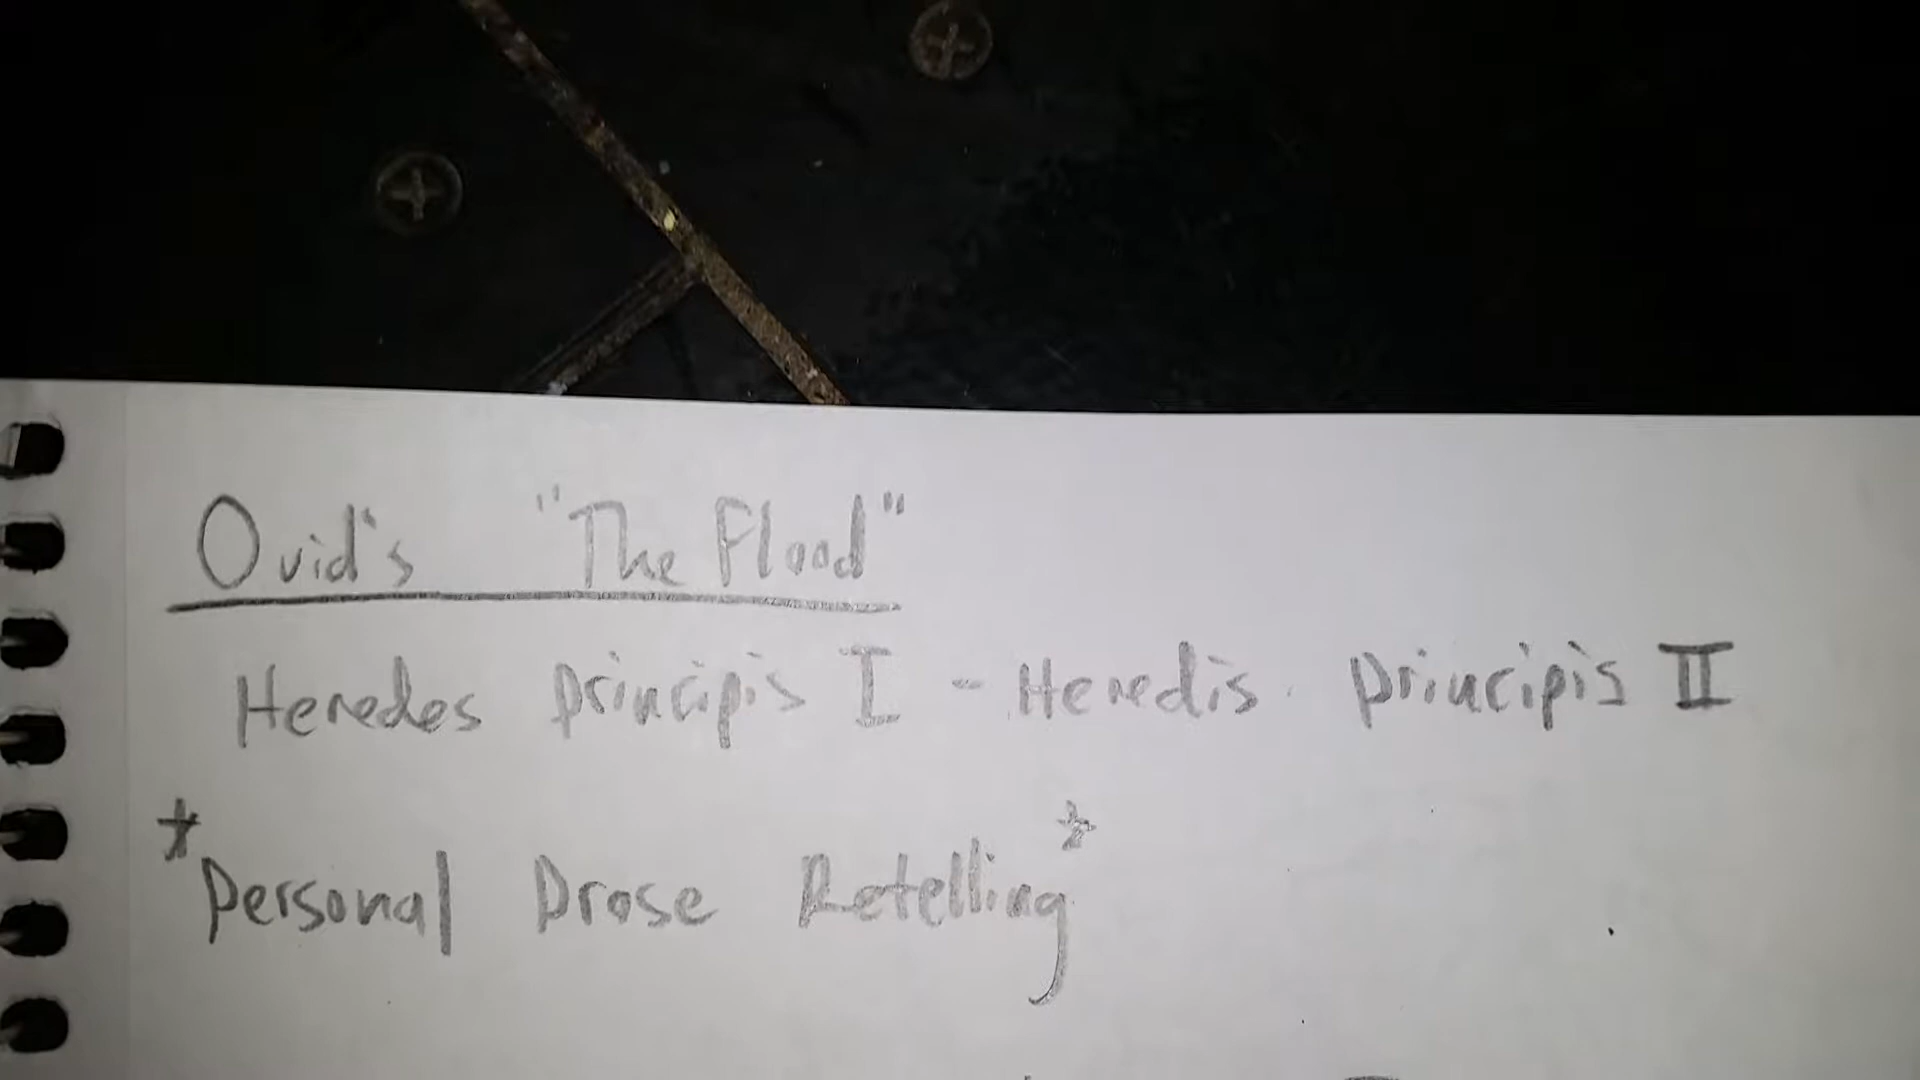 Ovid's "The Flood"
Heredes principis I - Heredis principis II
*Personal Prose Retelling*